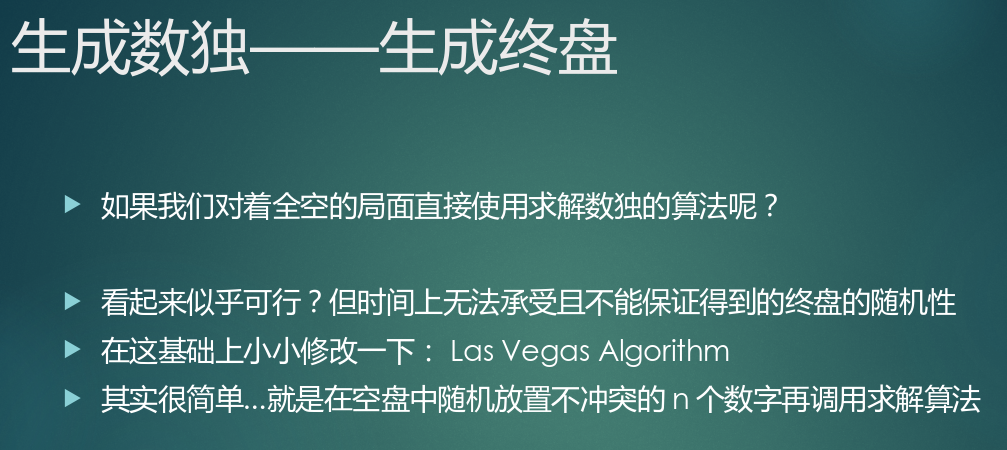 生成数独——生成终盘
如果我们对着全空的局面直接使用求解数独的算法呢？
看起来似乎可行？但时间上无法承受且不能保证得到的终盘的随机性
在这基础上小小修改一下： Las Vegas Algorithm
其实很简单...就是在空盘中随机放置不冲突的 n 个数字再调用求解算法